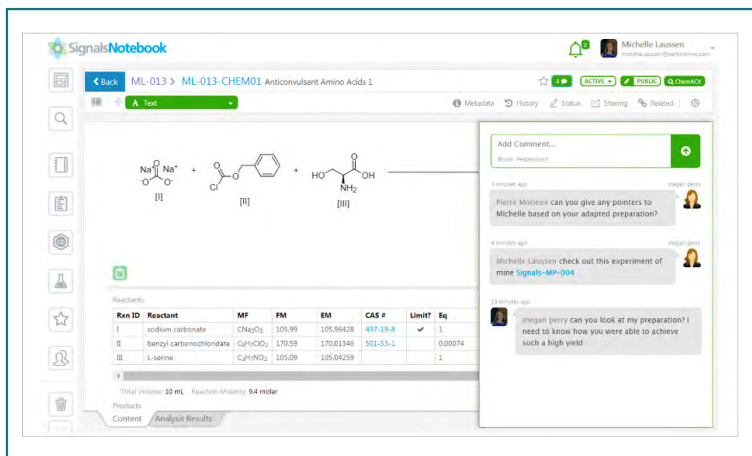 SignalsNotebook
2
Michelle Laussen
Back ML-013 > ML-013-CHEM01 Anticonvulsant Amino Acids 1
ACTIVE PUBLIC ChemACX
A Text
Metadata History Status Sharing Related
Add Comment...
3 minutes ago megan perry
Pierre Morieux can you give any pointers to
Michelle based on your adapted preparation?
4 minutes ago megan perry
Michelle Laussen check out this experiment of
mine Signals-MP-004
13 minutes ago
megan perry can you look at my preparation? I
need to know how you were able to achieve
such a high yield
Na⁺ O Na⁺ + O + O
⁻O O⁻ Cl O HO OH
NH₂
[I] [II] [III]
Reactants
Rxn ID Reactant MF FM EM CAS # Limit? Eq
I sodium carbonate CNa₂O₃ 105.99 105.96428 497-19-8 ✔ 1
II benzyl carbonochloridate C₈H₇ClO₂ 170.59 170.01346 501-53-1 0.00074
III L-serine C₃H₇NO₃ 105.09 105.04259 1
Total Volume: 10 mL Reaction Molarity: 9.4 molar
Products
Content Analysis Results